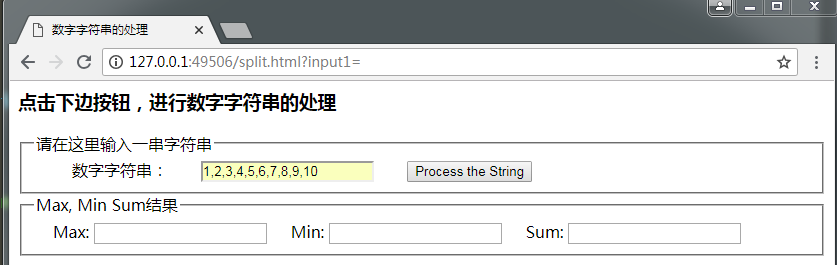 数字字符串的处理
127.0.0.1:49506/split.html?input1=
点击下边按钮，进行数字字符串的处理
请在这里输入一串字符串
数字字符串： 1,2,3,4,5,6,7,8,9,10 Process the String
Max, Min Sum结果
Max: Min: Sum: